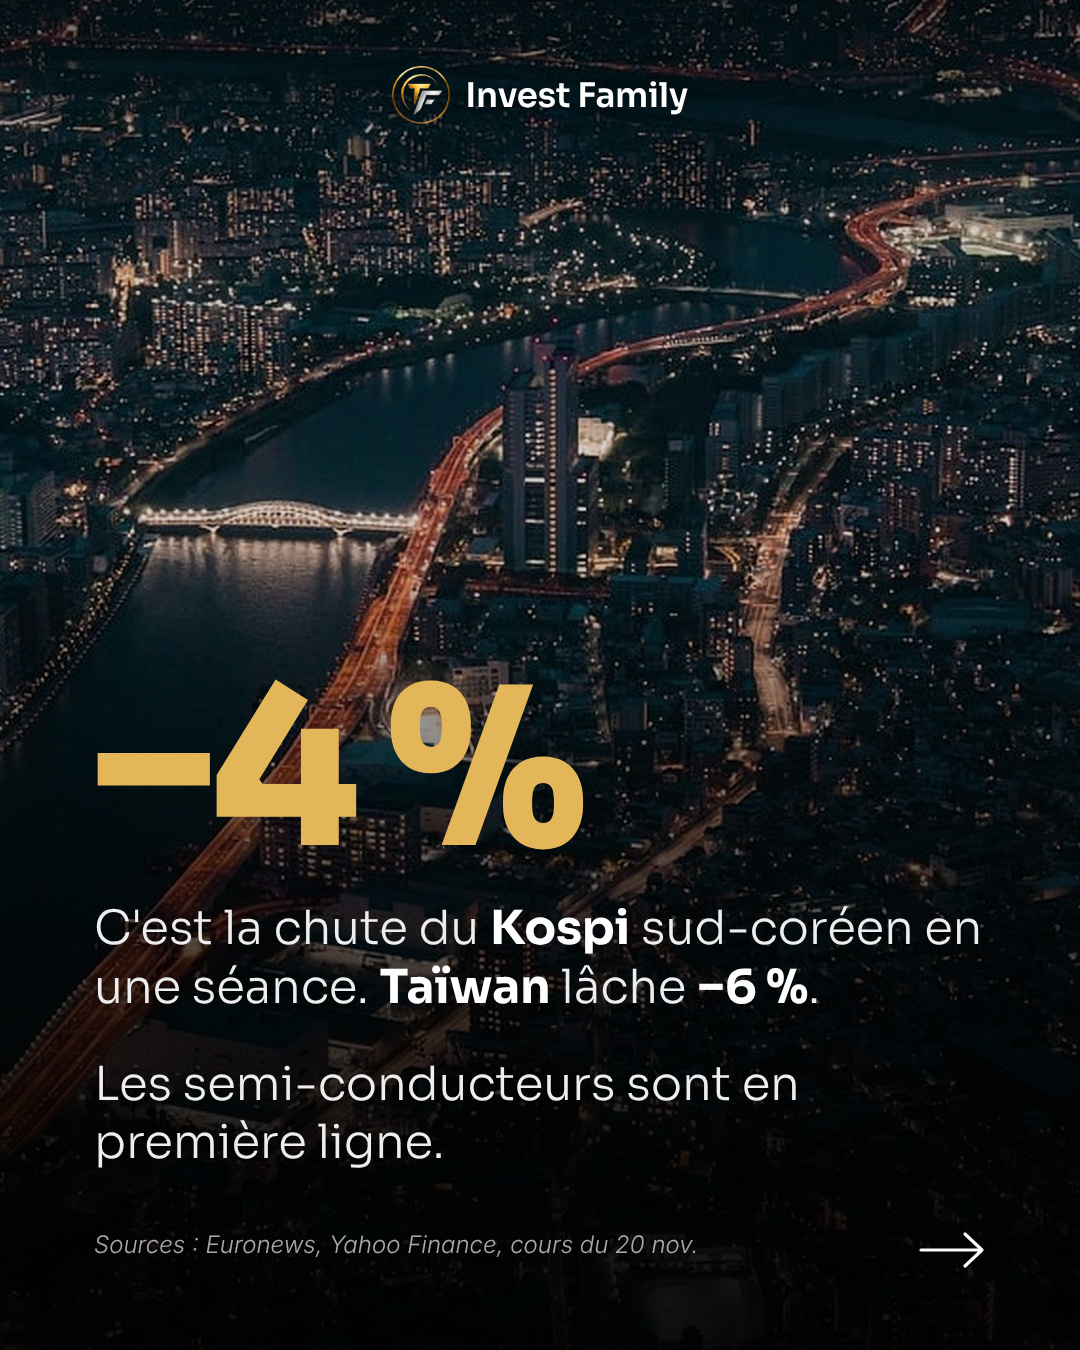 TF Invest Family
–4 %
C'est la chute du Kospi sud-coréen en
une séance. Taïwan lâche –6 %.
Les semi-conducteurs sont en
première ligne.
Sources : Euronews, Yahoo Finance, cours du 20 nov.